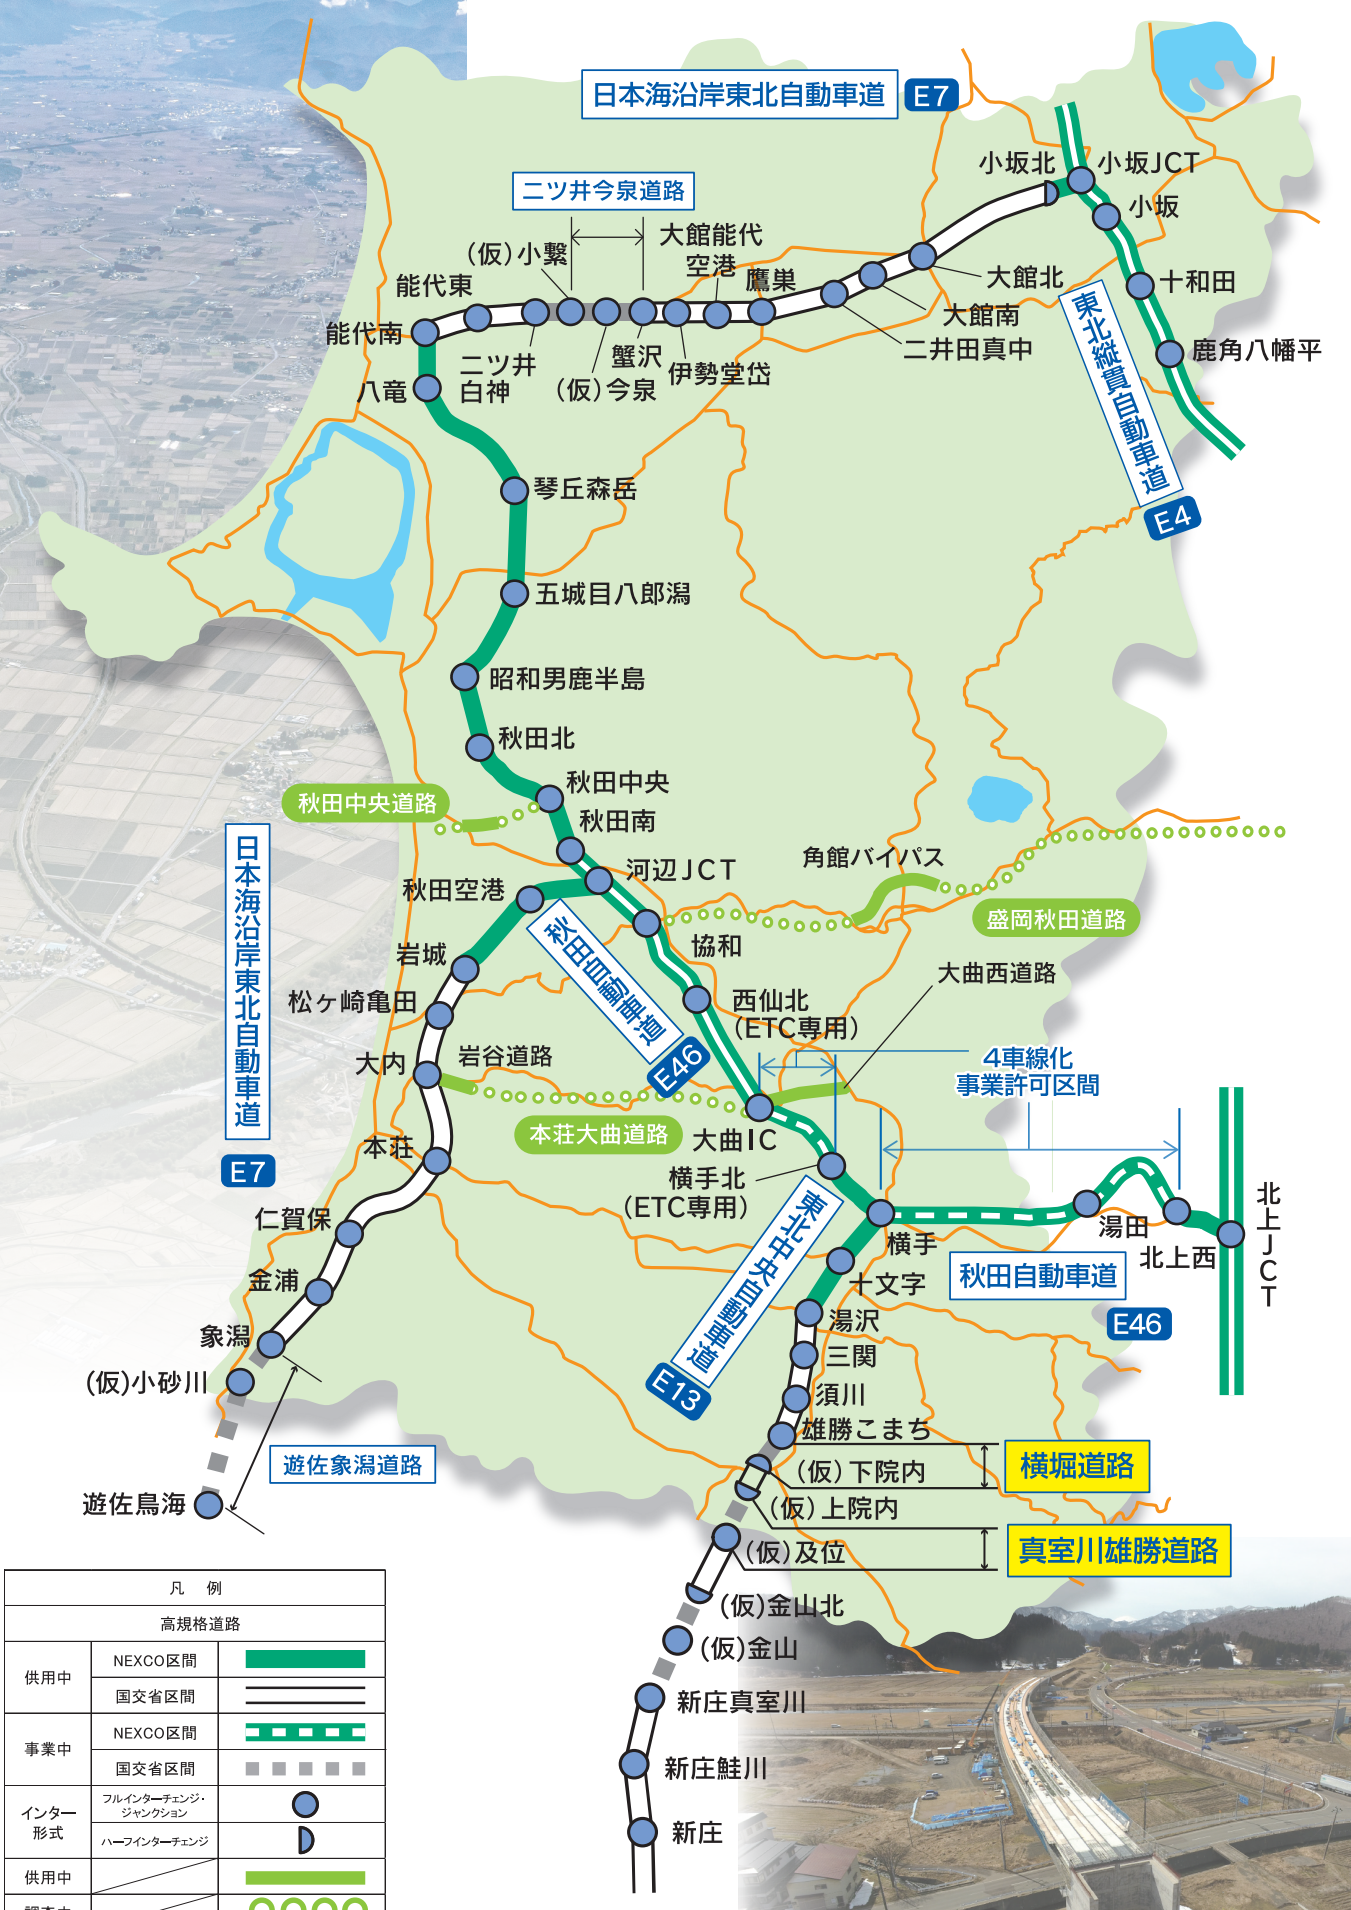 日本海沿岸東北自動車道 E7
小坂北
小坂JCT
二ツ井今泉道路
小坂
大館能代
空港
(仮)小繋
鷹巣
大館北
十和田
能代東
大館南
能代南
二井田真中
鹿角八幡平
二ツ井
白神
蟹沢
伊勢堂岱
(仮)今泉
八竜
東北縦貫自動車道
E4
琴丘森岳
五城目八郎潟
昭和男鹿半島
秋田北
秋田中央
秋田中央道路
秋田南
日本海沿岸東北自動車道
E7
角館バイパス
河辺JCT
秋田空港
盛岡秋田道路
協和
秋田自動車道
E46
岩城
大曲西道路
松ヶ崎亀田
西仙北
(ETC専用)
大内
岩谷道路
4車線化
事業許可区間
本荘大曲道路
大曲IC
本荘
横手北
(ETC専用)
北上JCT
仁賀保
湯田
横手
北上西
東北中央自動車道
E13
秋田自動車道
E46
金浦
十文字
湯沢
象潟
三関
(仮)小砂川
須川
雄勝こまち
遊佐象潟道路
(仮)下院内
横堀道路
遊佐鳥海
(仮)上院内
(仮)及位
真室川雄勝道路
(仮)金山北
(仮)金山
新庄真室川
新庄鮭川
新庄
凡 例
高規格道路
供用中
NEXCO区間
国交省区間
事業中
NEXCO区間
国交省区間
インター
形式
フルインターチェンジ・
ジャンクション
ハーフインターチェンジ
供用中